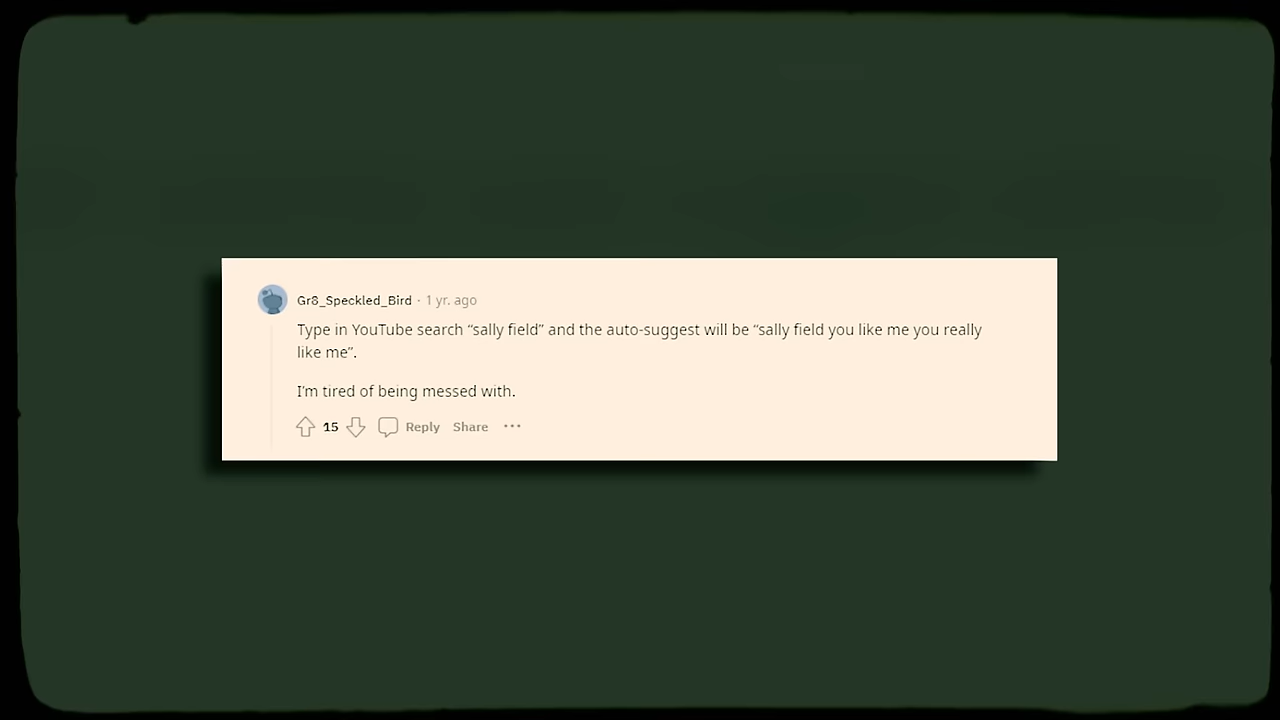 Gr8_Speckled_Bird · 1 yr. ago
Type in YouTube search “sally field” and the auto-suggest will be “sally field you like me you really
like me”.
I’m tired of being messed with.
15 Reply Share ···